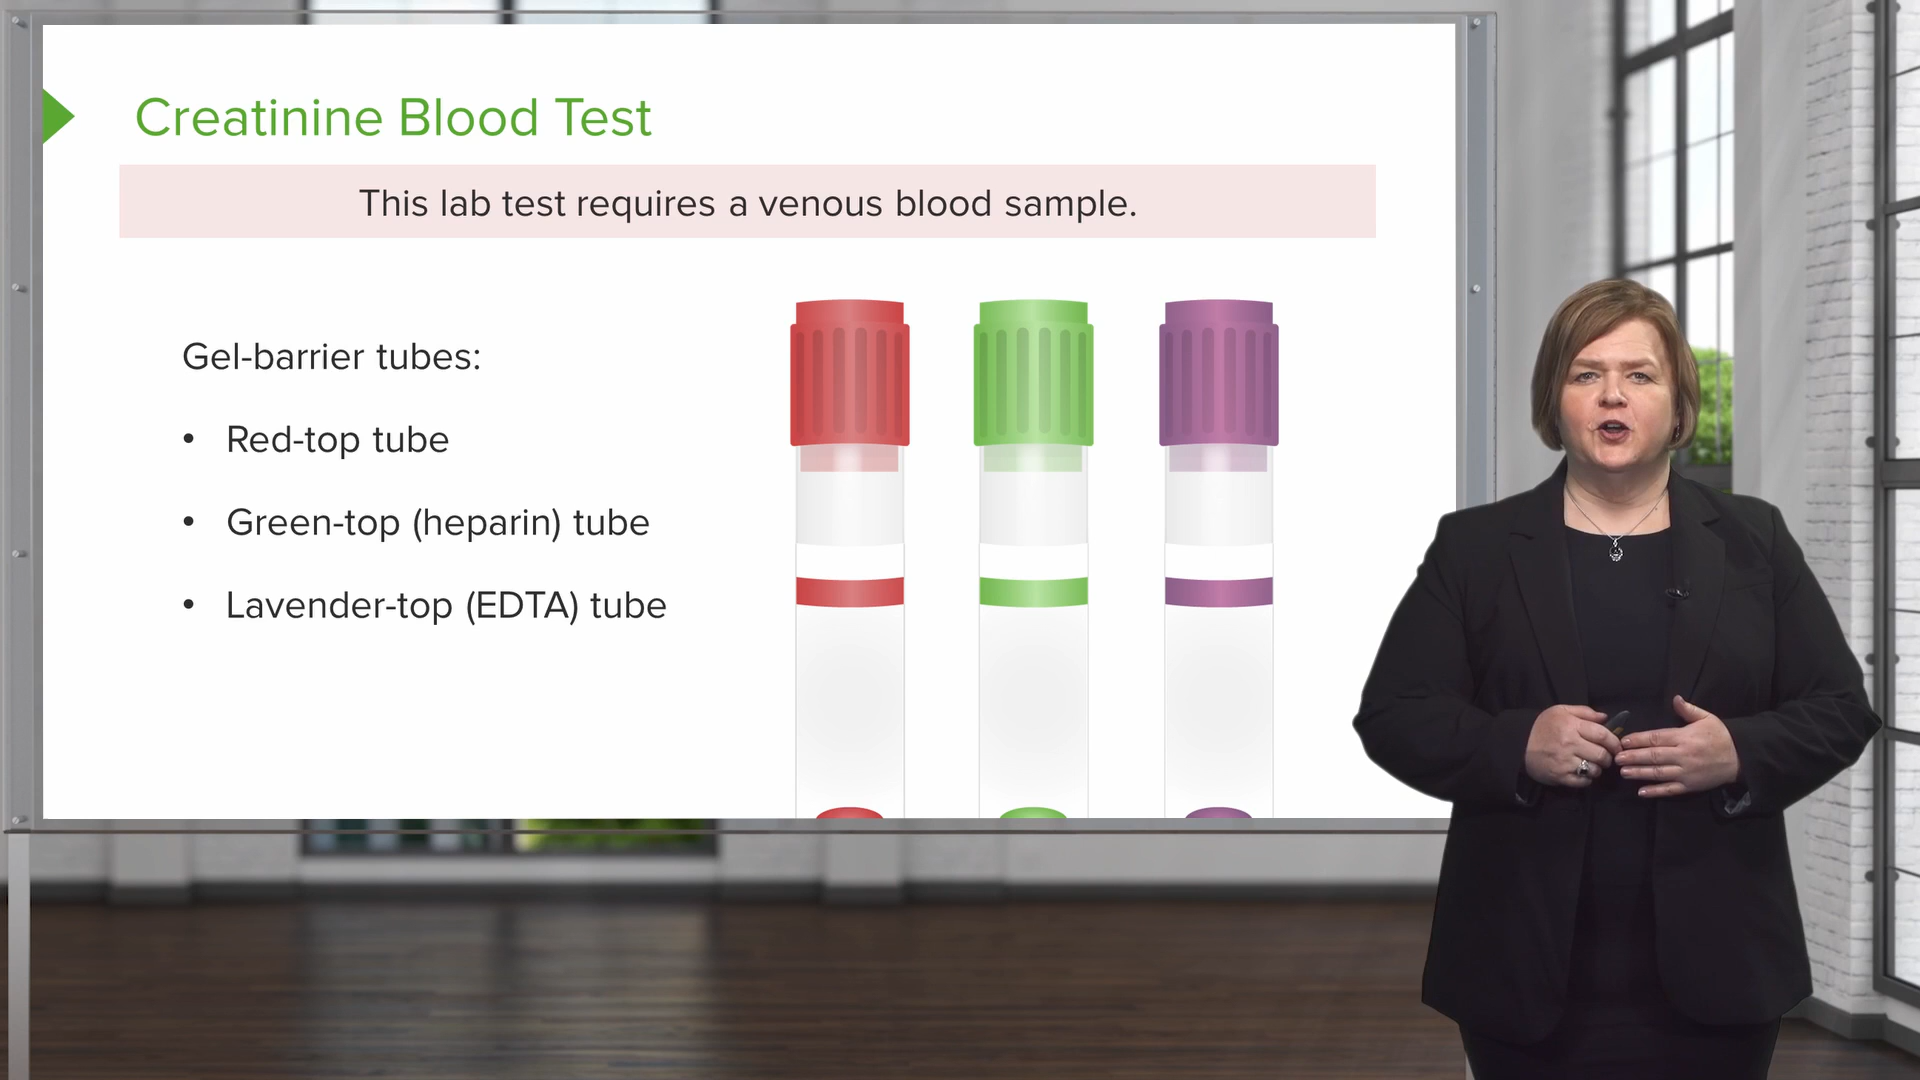 Creatinine Blood Test
This lab test requires a venous blood sample.
Gel-barrier tubes:
• Red-top tube
• Green-top (heparin) tube
• Lavender-top (EDTA) tube